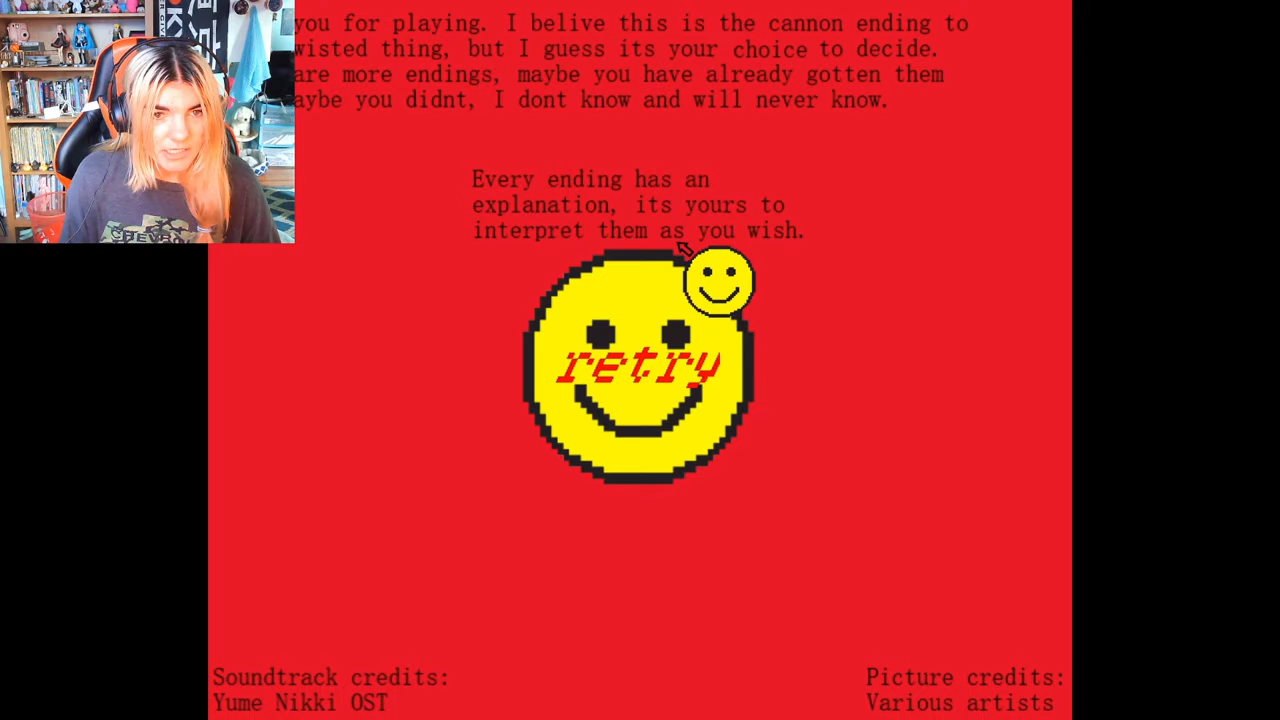 you for playing. I belive this is the cannon ending to
wisted thing, but I guess its your choice to decide.
are more endings, maybe you have already gotten them
aybe you didnt, I dont know and will never know.
Every ending has an
explanation, its yours to
interpret them as you wish.
retry
Soundtrack credits:
Yume Nikki OST
Picture credits:
Various artists